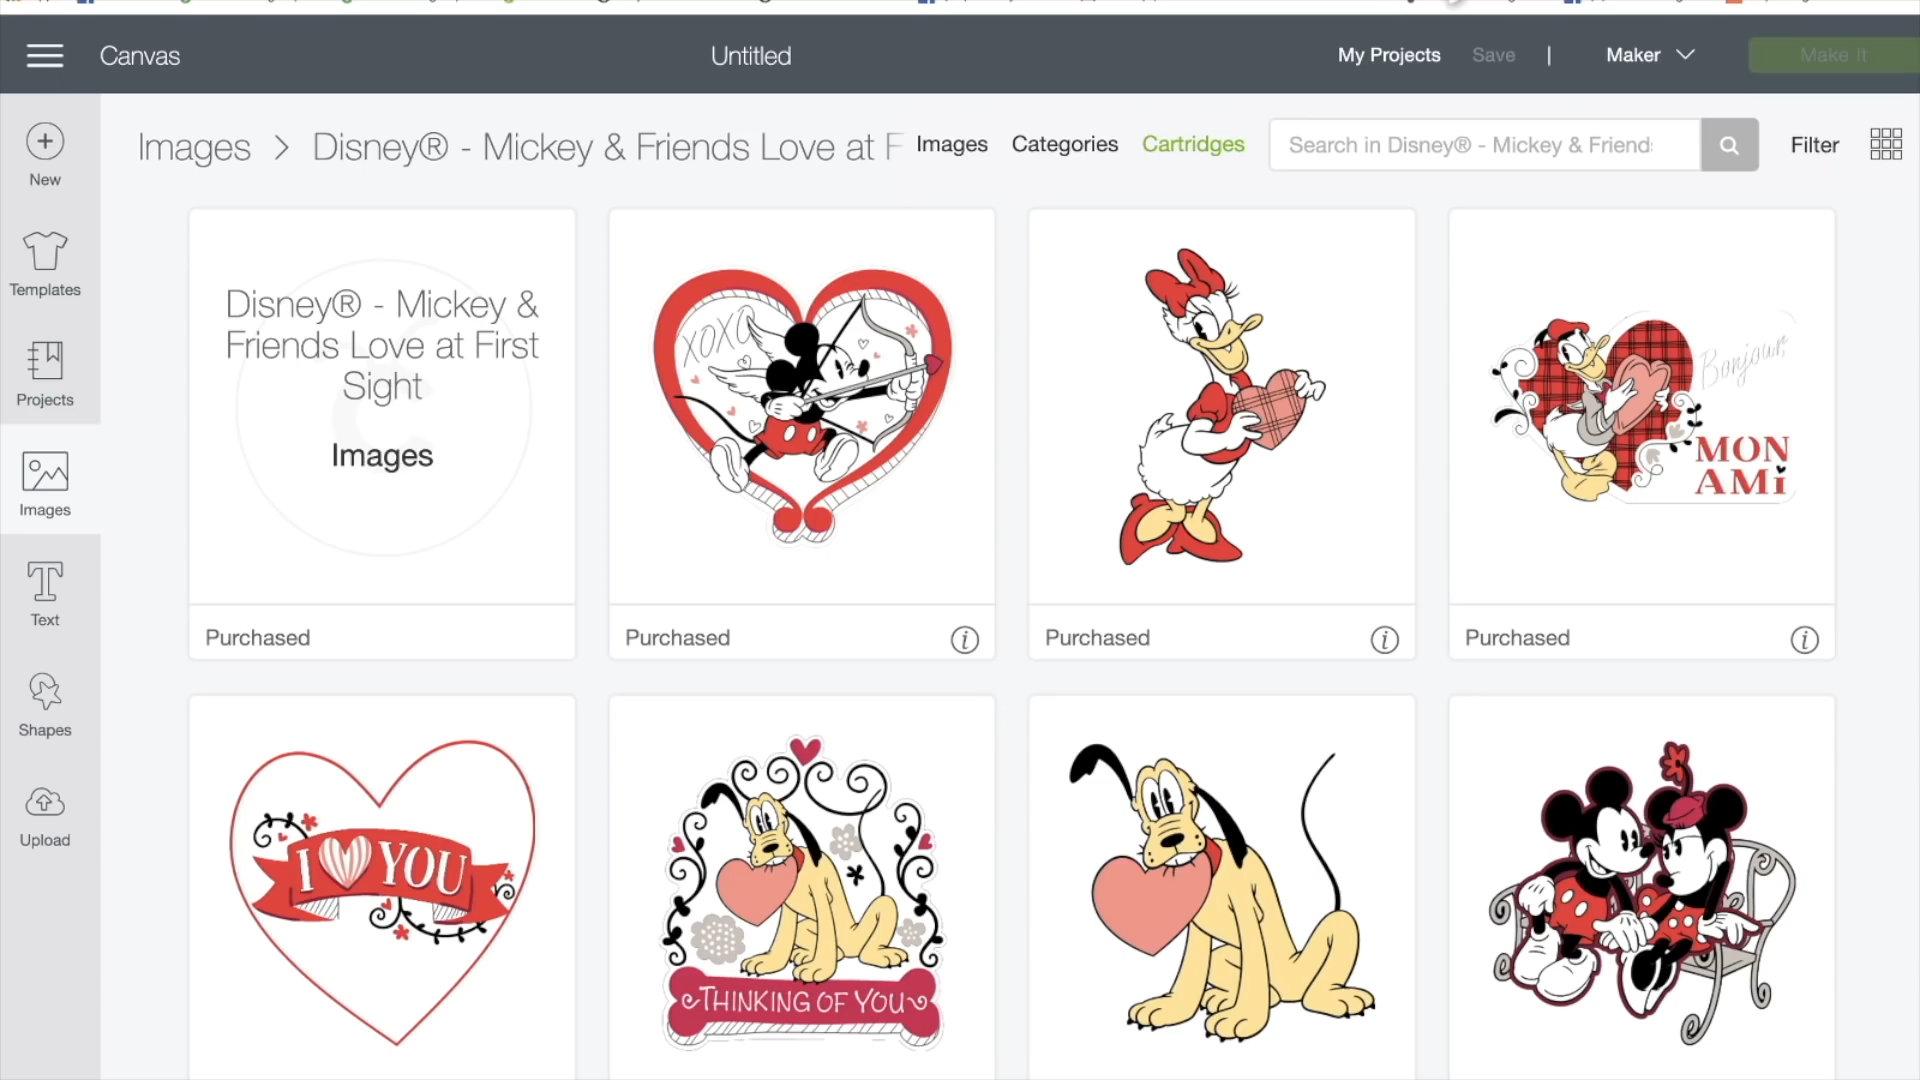 Canvas
Untitled
My Projects Save | Maker
Make It
Images > Disney® - Mickey & Friends Love at F
Images Categories Cartridges
Search in Disney® - Mickey & Friend
Filter
New
Templates
Projects
Images
Text
Shapes
Upload
Disney® - Mickey &
Friends Love at First
Sight
Images
Purchased
XOXO
Purchased
Purchased
Bonjour,
MON
AMi
Purchased
I YOU
THINKING OF YOU